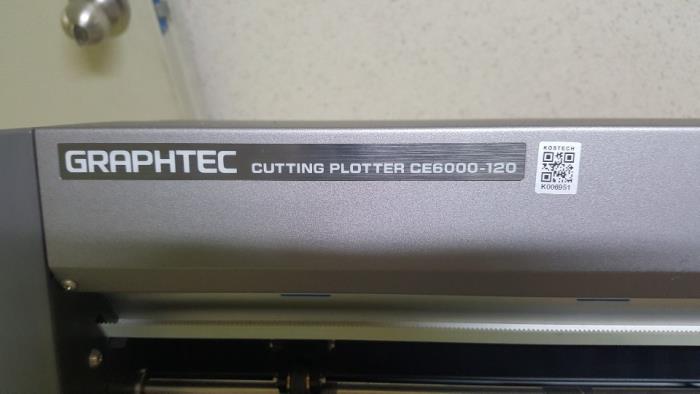 GRAPHTEC CUTTING PLOTTER CE6000-120
KOSTECH
K006951